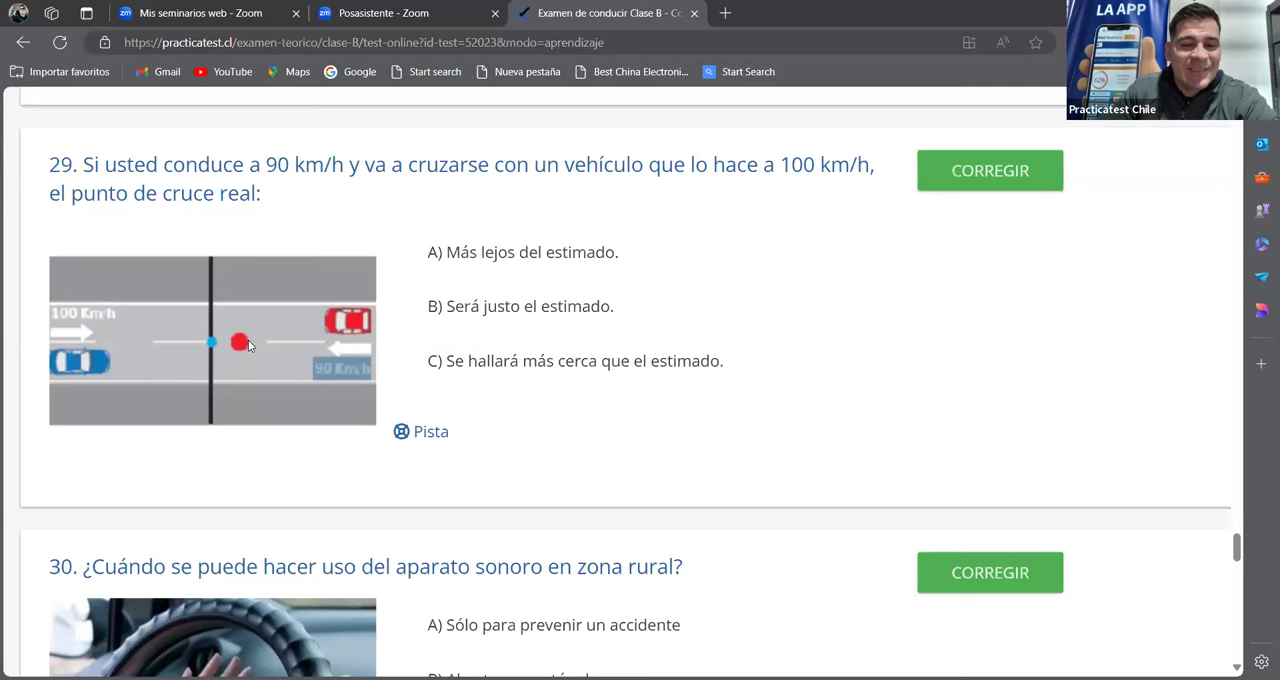 Mis seminarios web - Zoom
Posasistente - Zoom
Examen de conducir Clase B - Co
https://practicatest.cl/examen-teorico/clase-B/test-online?id-test=52023&modo=aprendizaje
Importar favoritos
Gmail
YouTube
Maps
Google
Start search
Nueva pestaña
Best China Electroni...
Start Search
LA APP
62%
Practicatest Chile
29. Si usted conduce a 90 km/h y va a cruzarse con un vehículo que lo hace a 100 km/h,
el punto de cruce real:
CORREGIR
100 Km/h
90 Km/h
A) Más lejos del estimado.
B) Será justo el estimado.
C) Se hallará más cerca que el estimado.
Pista
30. ¿Cuándo se puede hacer uso del aparato sonoro en zona rural?
CORREGIR
A) Sólo para prevenir un accidente